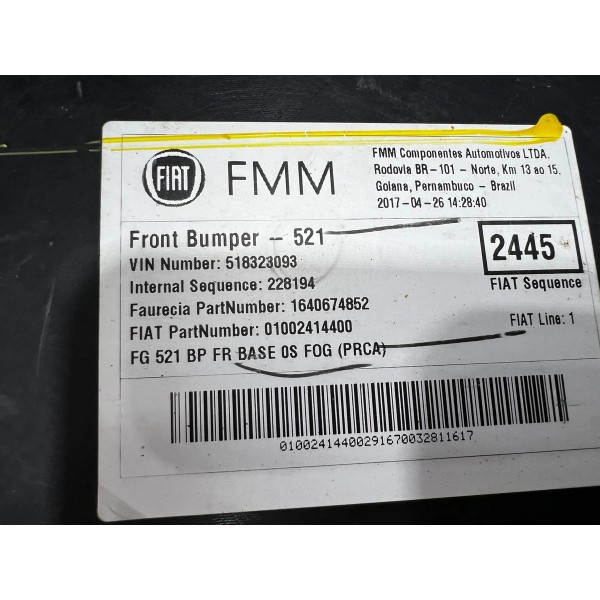 FIAT FMM
FMM Componentes Automotivos LTDA.
Rodovia BR-101 - Norte, Km 13 ao 15,
Goiana, Pernambuco - Brazil
2017-04-26 14:28:40
Front Bumper - 521
VIN Number: 518323093
Internal Sequence: 228194
Faurecia PartNumber: 1640674852
FIAT PartNumber: 01002414400
FG 521 BP FR BASE 0S FOG (PRCA)
2445
FIAT Sequence
FIAT Line: 1
01002414400291670032811617